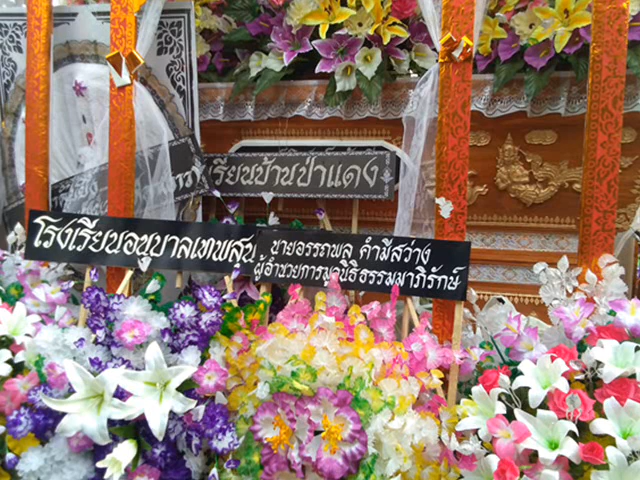 เรียนบ้านป่าแดง
โรงเรียนอนุบาลเทพสุน
นายอรรถพล คำมีสว่าง
ผู้อำนวยการมูลนิธิธรรมมาภิรักษ์